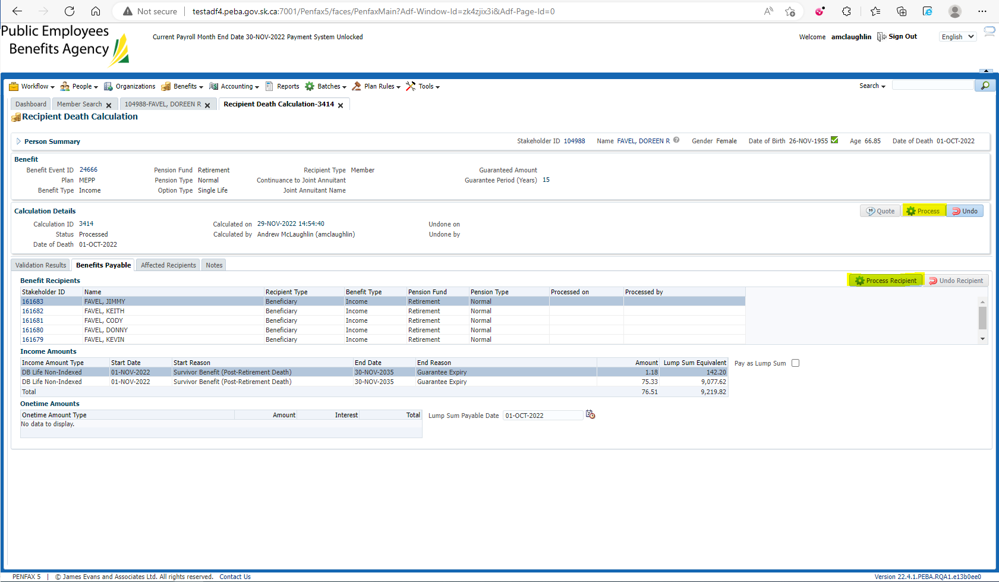 Not secure
testadf4.peba.gov.sk.ca:7001/Penfax5/faces/PenfaxMain?Adf-Window-Id=zk4zjix3i&Adf-Page-Id=0
Public Employees
Benefits Agency
Current Payroll Month End Date 30-NOV-2022 Payment System Unlocked
Welcome amclaughlin Sign Out English
Workflow People Organizations Benefits Accounting Reports Batches Plan Rules Tools Search
Dashboard Member Search 104988-FAVEL, DOREEN R Recipient Death Calculation-3414
Recipient Death Calculation
Person Summary Stakeholder ID 104988 Name FAVEL, DOREEN R Gender Female Date of Birth 26-NOV-1955 Age 66.85 Date of Death 01-OCT-2022
Benefit
Benefit Event ID 24666 Pension Fund Retirement Recipient Type Member Guaranteed Amount
Plan MEPP Pension Type Normal Continuance to Joint Annuitant Guarantee Period (Years) 15
Benefit Type Income Option Type Single Life Joint Annuitant Name
Calculation Details Quote Process Undo
Calculation ID 3414 Calculated on 29-NOV-2022 14:54:40 Undone on
Status Processed Calculated by Andrew McLaughlin (amclaughlin) Undone by
Date of Death 01-OCT-2022
Validation Results Benefits Payable Affected Recipients Notes
Benefit Recipients Process Recipient Undo Recipient
Stakeholder ID Name Recipient Type Benefit Type Pension Fund Pension Type Processed on Processed by
161683 FAVEL, JIMMY Beneficiary Income Retirement Normal
161682 FAVEL, KEITH Beneficiary Income Retirement Normal
161681 FAVEL, CODY Beneficiary Income Retirement Normal
161680 FAVEL, DONNY Beneficiary Income Retirement Normal
161679 FAVEL, KEVIN Beneficiary Income Retirement Normal
Income Amounts
Income Amount Type Start Date Start Reason End Date End Reason Amount Lump Sum Equivalent Pay as Lump Sum
DB Life Non-Indexed 01-NOV-2022 Survivor Benefit (Post-Retirement Death) 30-NOV-2035 Guarantee Expiry 1.18 142.20
DB Life Non-Indexed 01-NOV-2022 Survivor Benefit (Post-Retirement Death) 30-NOV-2035 Guarantee Expiry 75.33 9,077.62
Total 76.51 9,219.82
Onetime Amounts
Onetime Amount Type Amount Interest Total Lump Sum Payable Date 01-OCT-2022
No data to display.
PENFAX 5 | © James Evans and Associates Ltd. All rights reserved. Contact Us Version 22.4.1.PEBA.RQA1.e13b0ee0